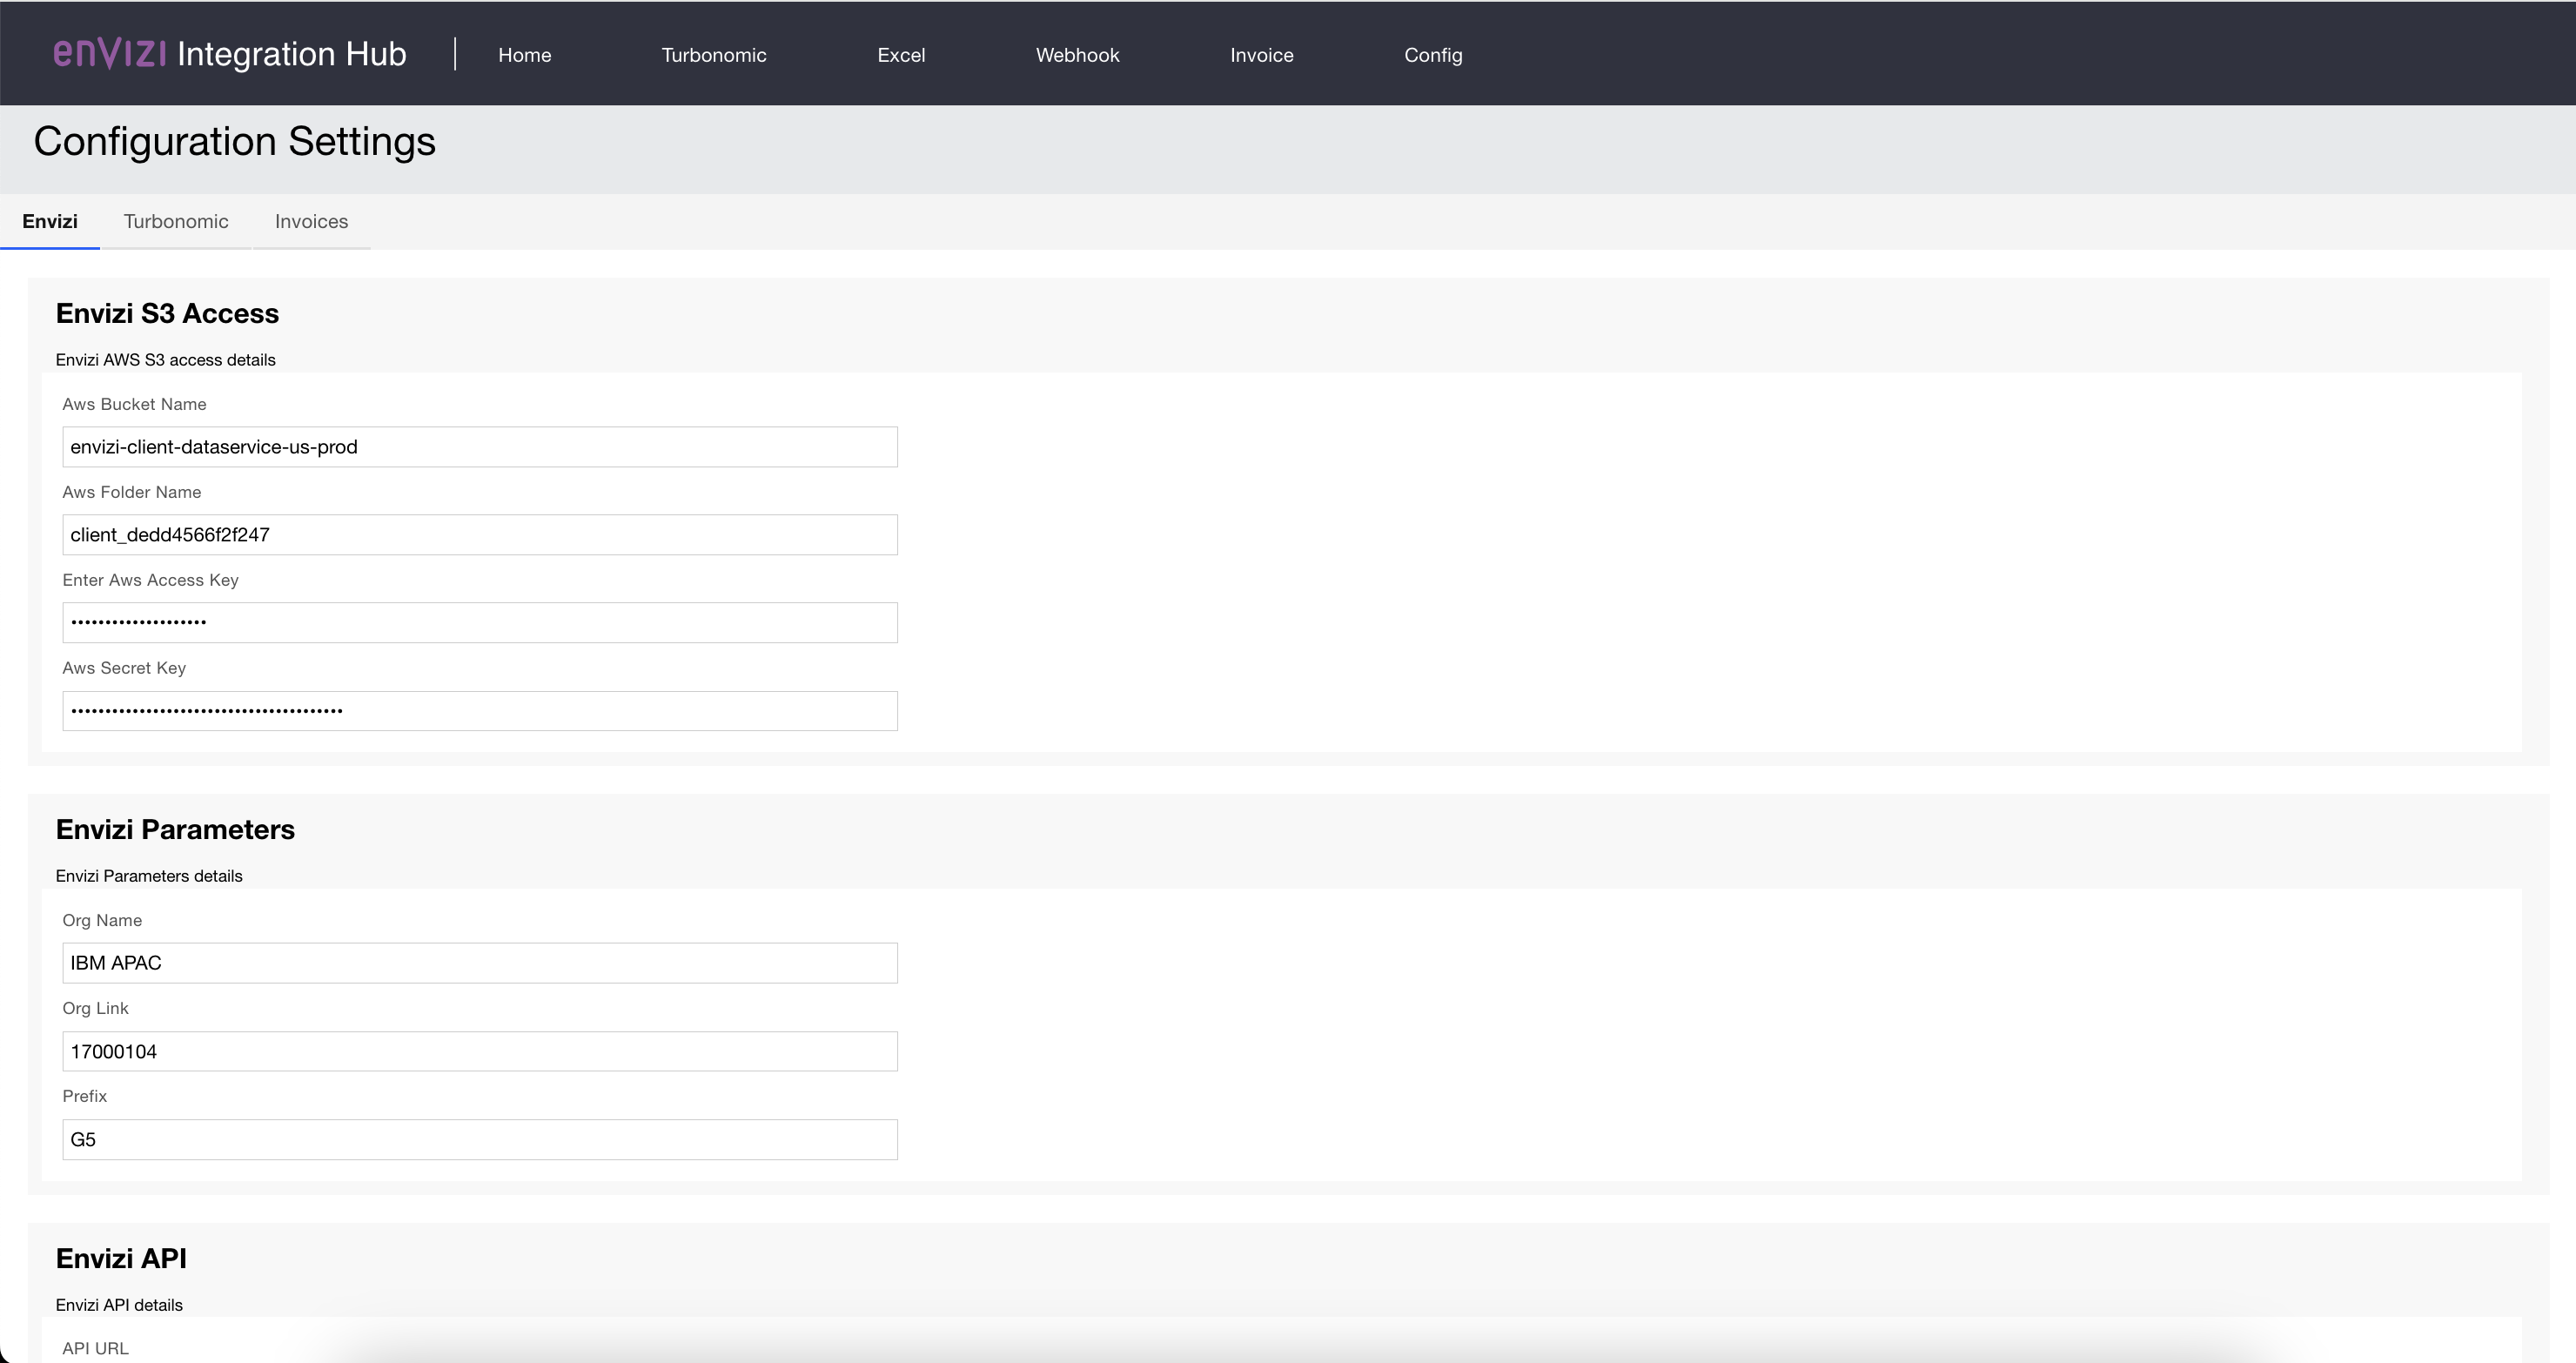 enVIZI Integration Hub Home Turbonomic Excel Webhook Invoice Config
Configuration Settings
Envizi Turbonomic Invoices
Envizi S3 Access
Envizi AWS S3 access details
Aws Bucket Name
envizi-client-dataservice-us-prod
Aws Folder Name
client_dedd4566f2f247
Enter Aws Access Key
••••••••••••••••••••
Aws Secret Key
••••••••••••••••••••••••••••••••••••••••
Envizi Parameters
Envizi Parameters details
Org Name
IBM APAC
Org Link
17000104
Prefix
G5
Envizi API
Envizi API details
API URL